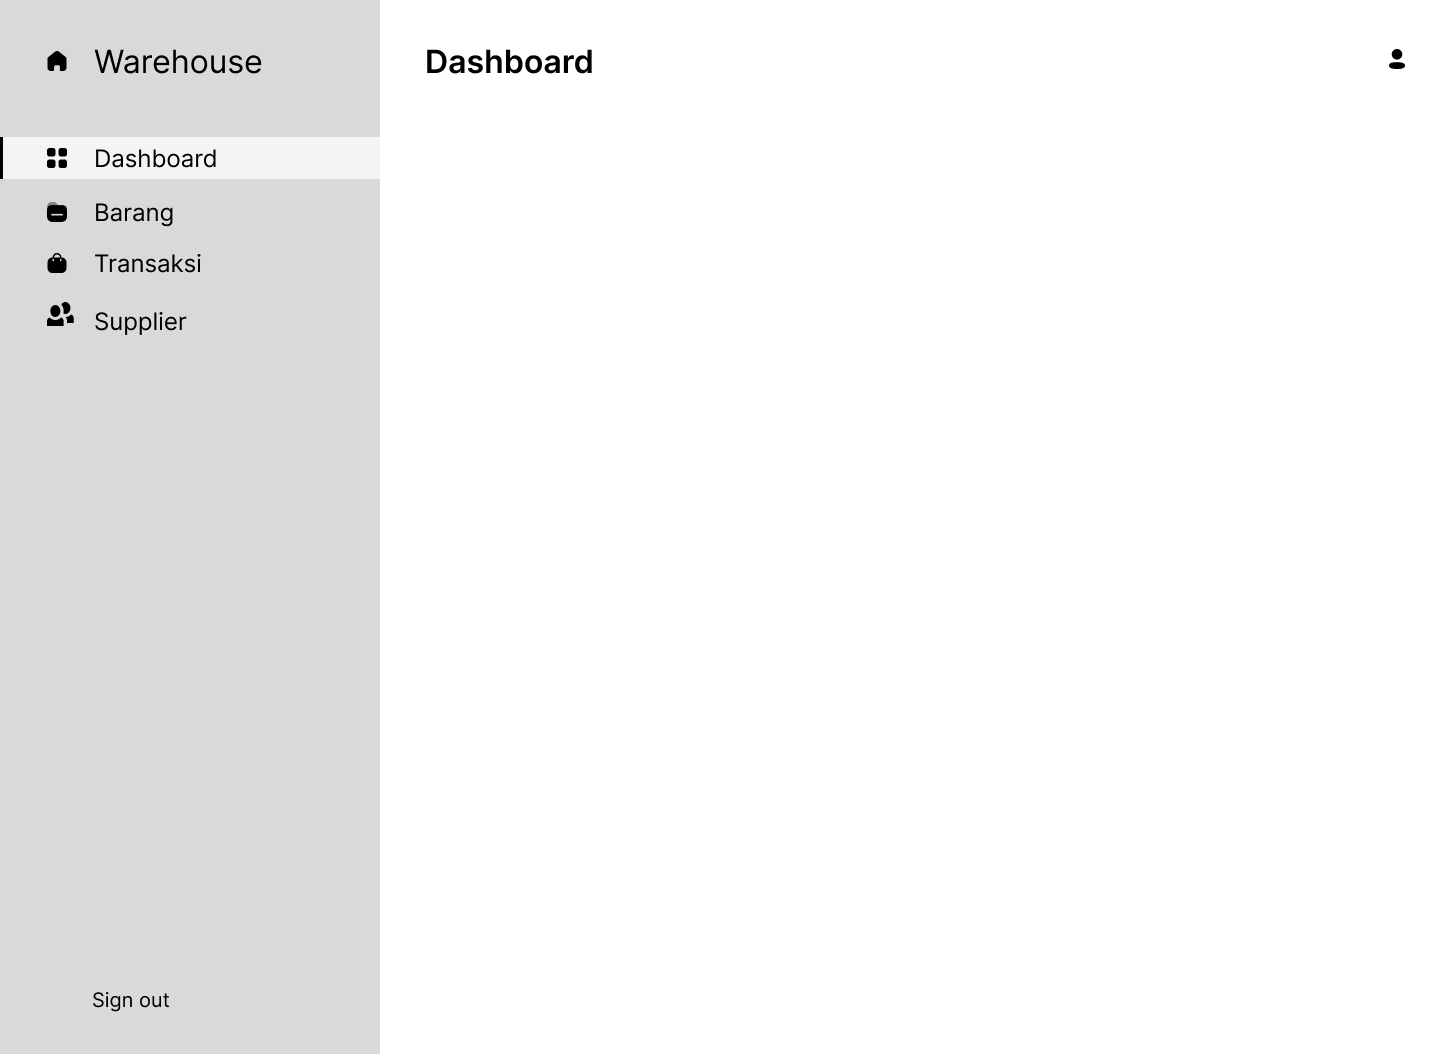 Warehouse
Dashboard
Dashboard
Barang
Transaksi
Supplier
Sign out